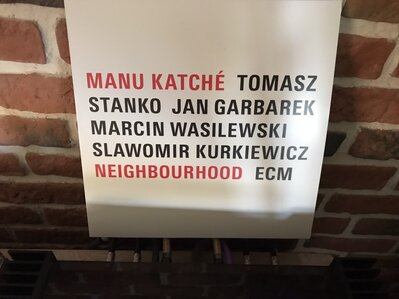 MANU KATCHÉ TOMASZ
STANKO JAN GARBAREK
MARCIN WASILEWSKI
SLAWOMIR KURKIEWICZ
NEIGHBOURHOOD ECM